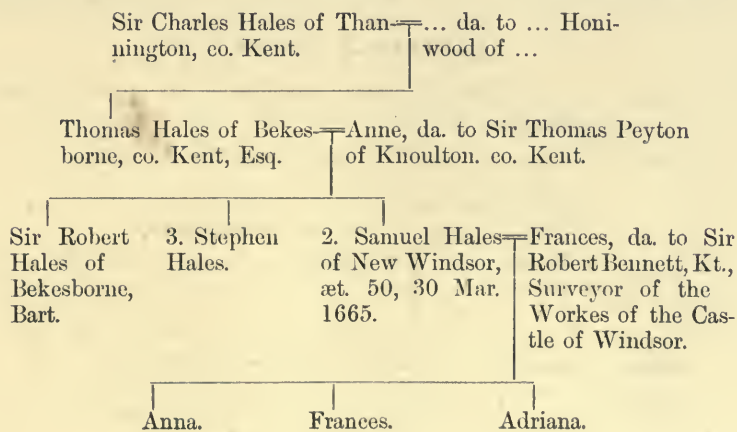 Sir Charles Hales of Than-
nington, co. Kent.
... da. to ... Honi-
wood of ...
Thomas Hales of Bekes-
borne, co. Kent, Esq.
Anne, da. to Sir Thomas Peyton
of Knoulton. co. Kent.
Sir Robert
Hales of
Bekesborne,
Bart.
3. Stephen
Hales.
2. Samuel Hales
of New Windsor,
æt. 50, 30 Mar.
1665.
Frances, da. to Sir
Robert Bennett, Kt.,
Surveyor of the
Workes of the Cas-
tle of Windsor.
Anna.
Frances.
Adriana.